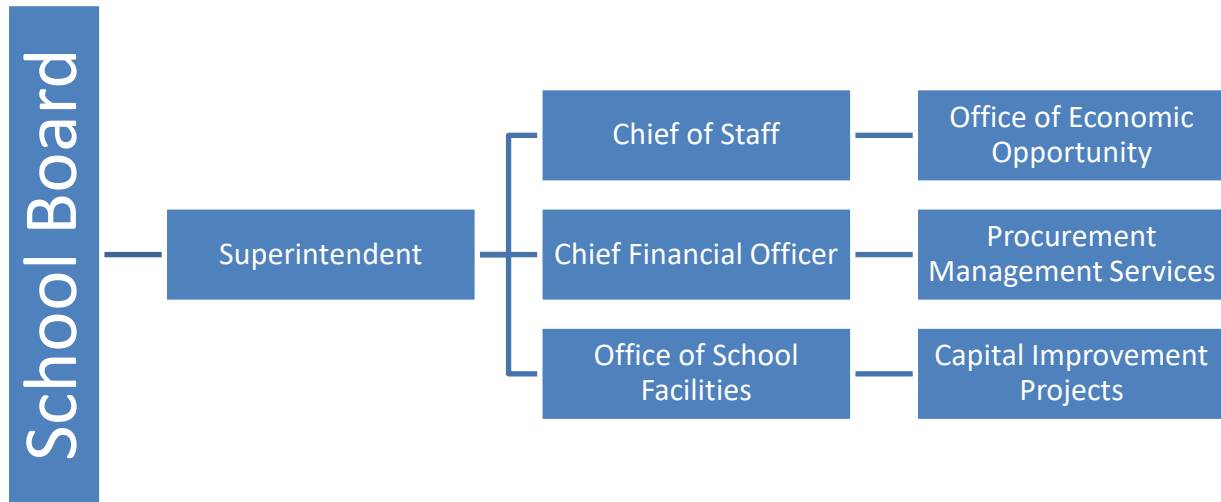 School Board
Superintendent
Chief of Staff
Office of Economic
Opportunity
Chief Financial Officer
Procurement
Management Services
Office of School
Facilities
Capital Improvement
Projects